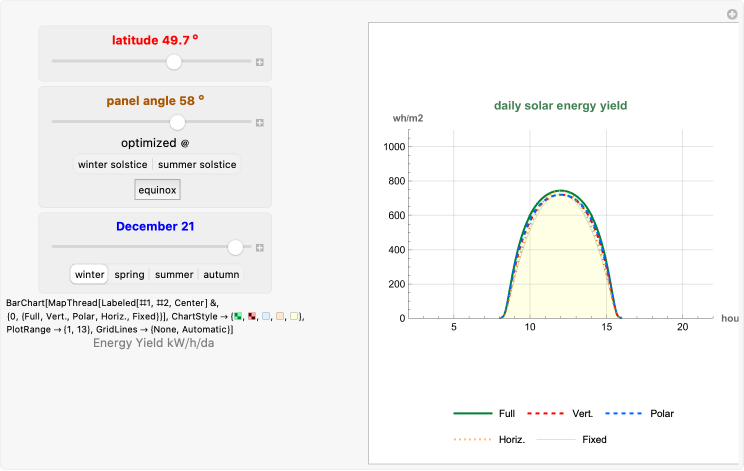 latitude 49.7 º
panel angle 58 º
optimized @
winter solstice summer solstice
equinox
December 21
winter spring summer autumn
BarChart[MapThread[Labeled[#1, #2, Center] &,
{0, {Full, Vert., Polar, Horiz., Fixed}}], ChartStyle → { , , , , },
PlotRange → {1, 13}, GridLines → {None, Automatic}]
Energy Yield kW/h/da
daily solar energy yield
wh/m2
1000
800
600
400
200
0
5 10 15 20
hou
Full Vert. Polar
Horiz. Fixed